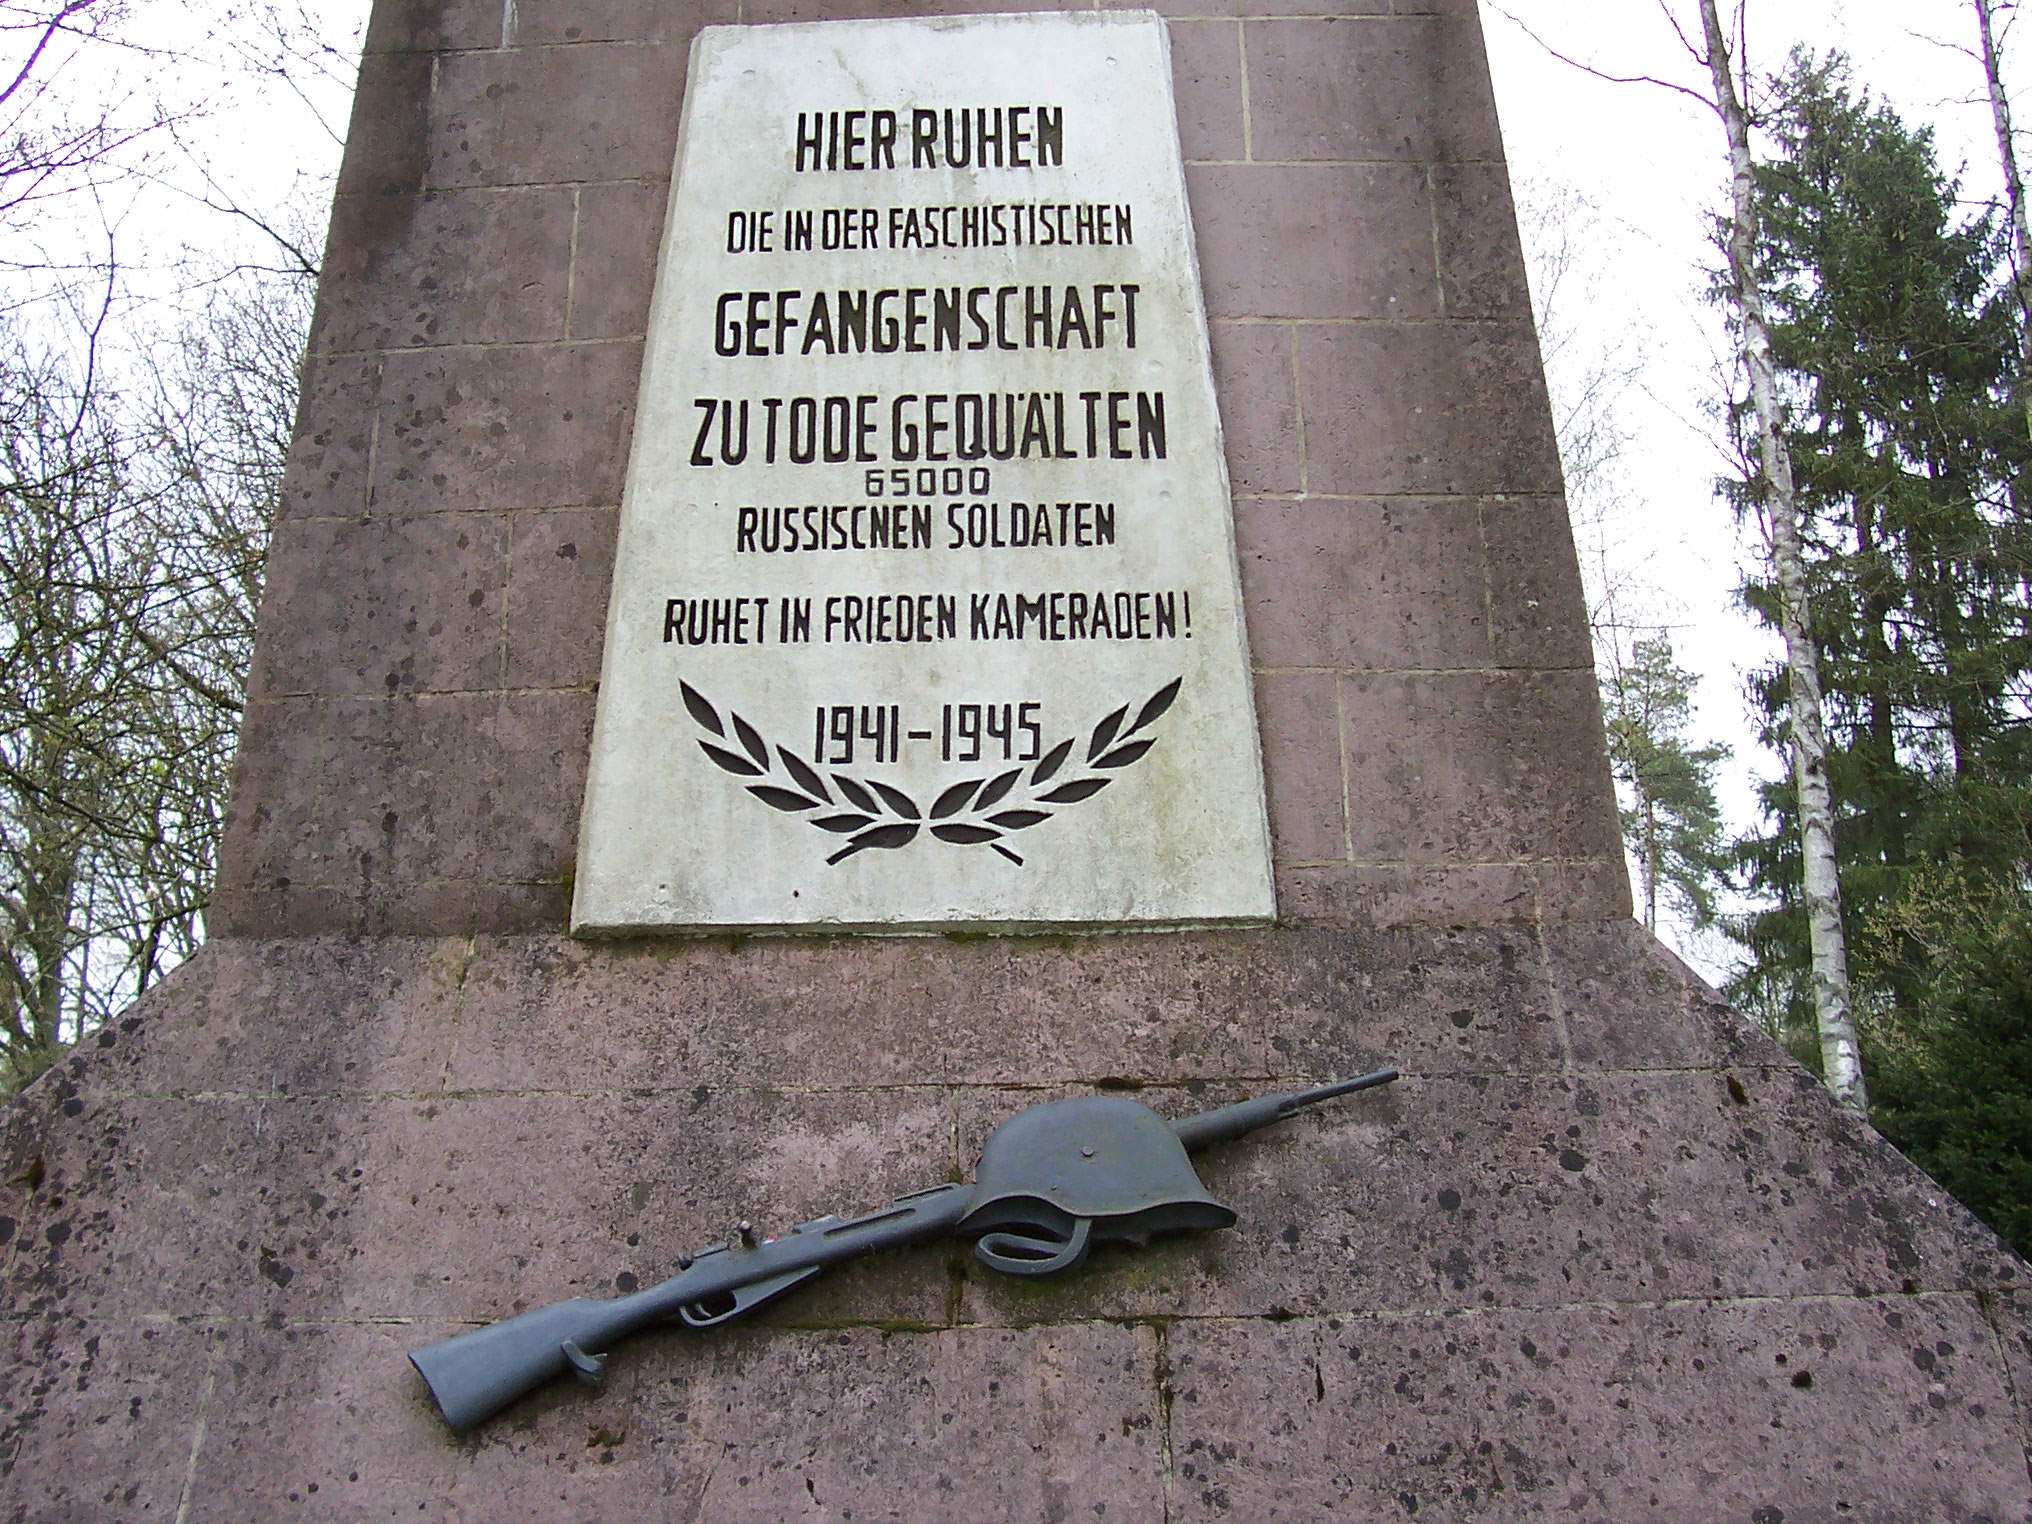 HIER RUHEN
DIE IN DER FASCHISTISCHEN
GEFANGENSCHAFT
ZU TODE GEQUÄLTEN
65000
RUSSISCNEN SOLDATEN
RUHET IN FRIEDEN KAMERADEN!
1941-1945